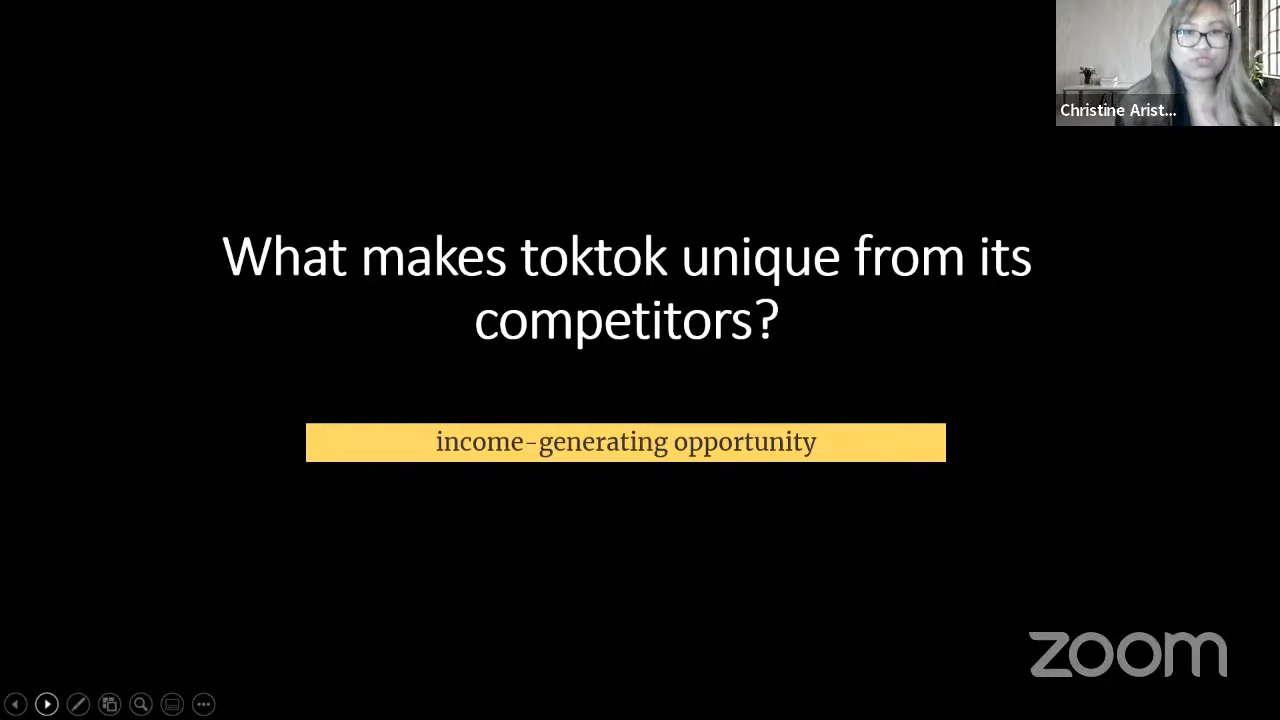 Christine Arist...
What makes toktok unique from its
competitors?
income-generating opportunity
zoom